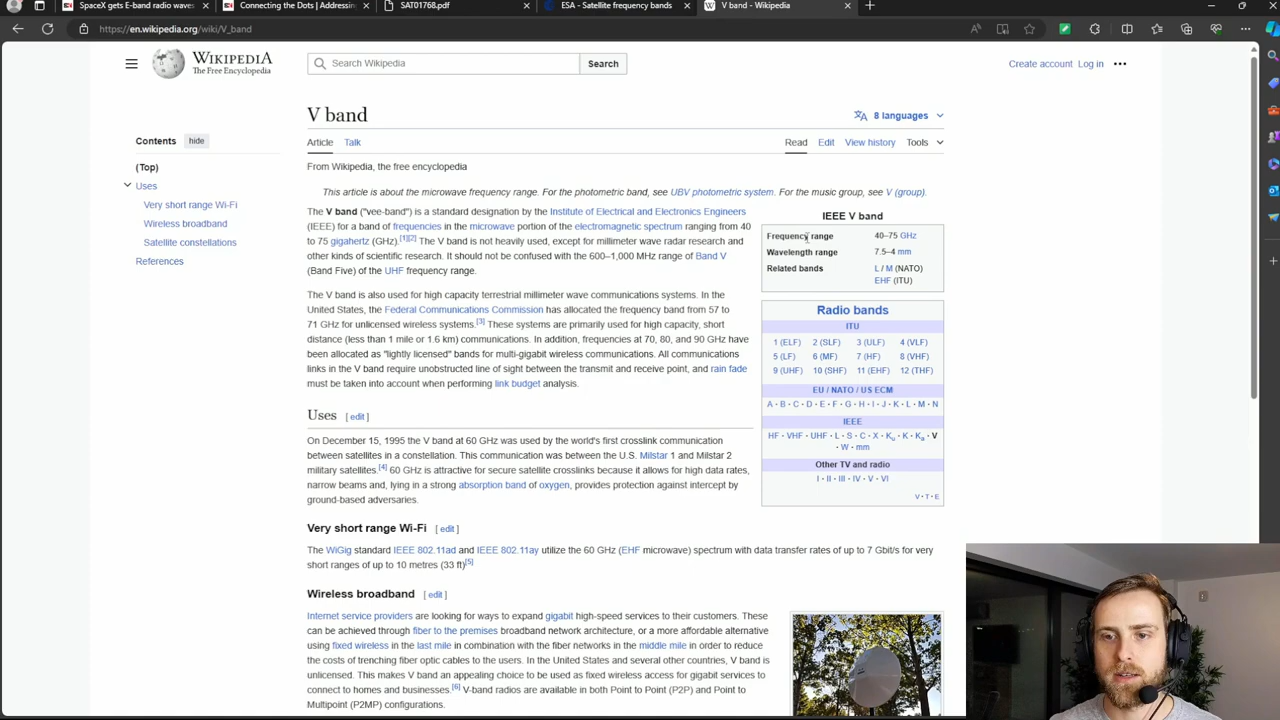 SpaceX gets E-band radio waves
Connecting the Dots | Addressin
SAT01768.pdf
ESA - Satellite frequency bands
V band - Wikipedia
https://en.wikipedia.org/wiki/V_band
WIKIPEDIA
The Free Encyclopedia
Search Wikipedia
Search
Create account Log in
V band
8 languages
Contents hide
Article Talk
Read Edit View history Tools
(Top)
Uses
Very short range Wi-Fi
Wireless broadband
Satellite constellations
References
From Wikipedia, the free encyclopedia
This article is about the microwave frequency range. For the photometric band, see UBV photometric system. For the music group, see V (group).
The V band ("vee-band") is a standard designation by the Institute of Electrical and Electronics Engineers
(IEEE) for a band of frequencies in the microwave portion of the electromagnetic spectrum ranging from 40
to 75 gigahertz (GHz).[1][2] The V band is not heavily used, except for millimeter wave radar research and
other kinds of scientific research. It should not be confused with the 600–1,000 MHz range of Band V
(Band Five) of the UHF frequency range.
The V band is also used for high capacity terrestrial millimeter wave communications systems. In the
United States, the Federal Communications Commission has allocated the frequency band from 57 to
71 GHz for unlicensed wireless systems.[3] These systems are primarily used for high capacity, short
distance (less than 1 mile or 1.6 km) communications. In addition, frequencies at 70, 80, and 90 GHz have
been allocated as "lightly licensed" bands for multi-gigabit wireless communications. All communications
links in the V band require unobstructed line of sight between the transmit and receive point, and rain fade
must be taken into account when performing link budget analysis.
IEEE V band
Frequency range 40–75 GHz
Wavelength range 7.5–4 mm
Related bands L / M (NATO)
EHF (ITU)
Radio bands
ITU
1 (ELF) 2 (SLF) 3 (ULF) 4 (VLF)
5 (LF) 6 (MF) 7 (HF) 8 (VHF)
9 (UHF) 10 (SHF) 11 (EHF) 12 (THF)
EU / NATO / US ECM
A · B · C · D · E · F · G · H · I · J · K · L · M · N
IEEE
HF · VHF · UHF · L · S · C · X · Ku · K · Ka · V
· W · mm
Other TV and radio
I · II · III · IV · V · VI
V · T · E
Uses [ edit ]
On December 15, 1995 the V band at 60 GHz was used by the world's first crosslink communication
between satellites in a constellation. This communication was between the U.S. Milstar 1 and Milstar 2
military satellites.[4] 60 GHz is attractive for secure satellite crosslinks because it allows for high data rates,
narrow beams and, lying in a strong absorption band of oxygen, provides protection against intercept by
ground-based adversaries.
Very short range Wi-Fi [ edit ]
The WiGig standard IEEE 802.11ad and IEEE 802.11ay utilize the 60 GHz (EHF microwave) spectrum with data transfer rates of up to 7 Gbit/s for very
short ranges of up to 10 metres (33 ft)[5]
Wireless broadband [ edit ]
Internet service providers are looking for ways to expand gigabit high-speed services to their customers. These
can be achieved through fiber to the premises broadband network architecture, or a more affordable alternative
using fixed wireless in the last mile in combination with the fiber networks in the middle mile in order to reduce
the costs of trenching fiber optic cables to the users. In the United States and several other countries, V band is
unlicensed. This makes V band an appealing choice to be used as fixed wireless access for gigabit services to
connect to homes and businesses.[6] V-band radios are available in both Point to Point (P2P) and Point to
Multipoint (P2MP) configurations.